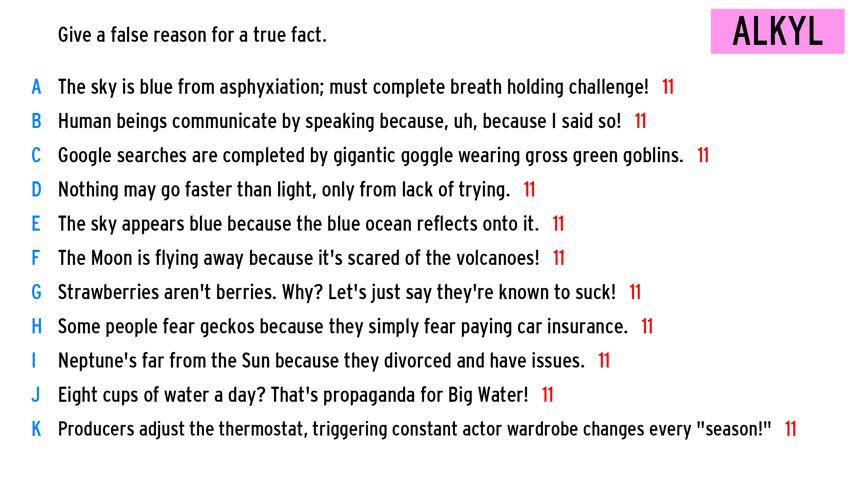 Give a false reason for a true fact.
ALKYL
A The sky is blue from asphyxiation; must complete breath holding challenge! 11
B Human beings communicate by speaking because, uh, because I said so! 11
C Google searches are completed by gigantic goggle wearing gross green goblins. 11
D Nothing may go faster than light, only from lack of trying. 11
E The sky appears blue because the blue ocean reflects onto it. 11
F The Moon is flying away because it's scared of the volcanoes! 11
G Strawberries aren't berries. Why? Let's just say they're known to suck! 11
H Some people fear geckos because they simply fear paying car insurance. 11
I Neptune's far from the Sun because they divorced and have issues. 11
J Eight cups of water a day? That's propaganda for Big Water! 11
K Producers adjust the thermostat, triggering constant actor wardrobe changes every "season!" 11